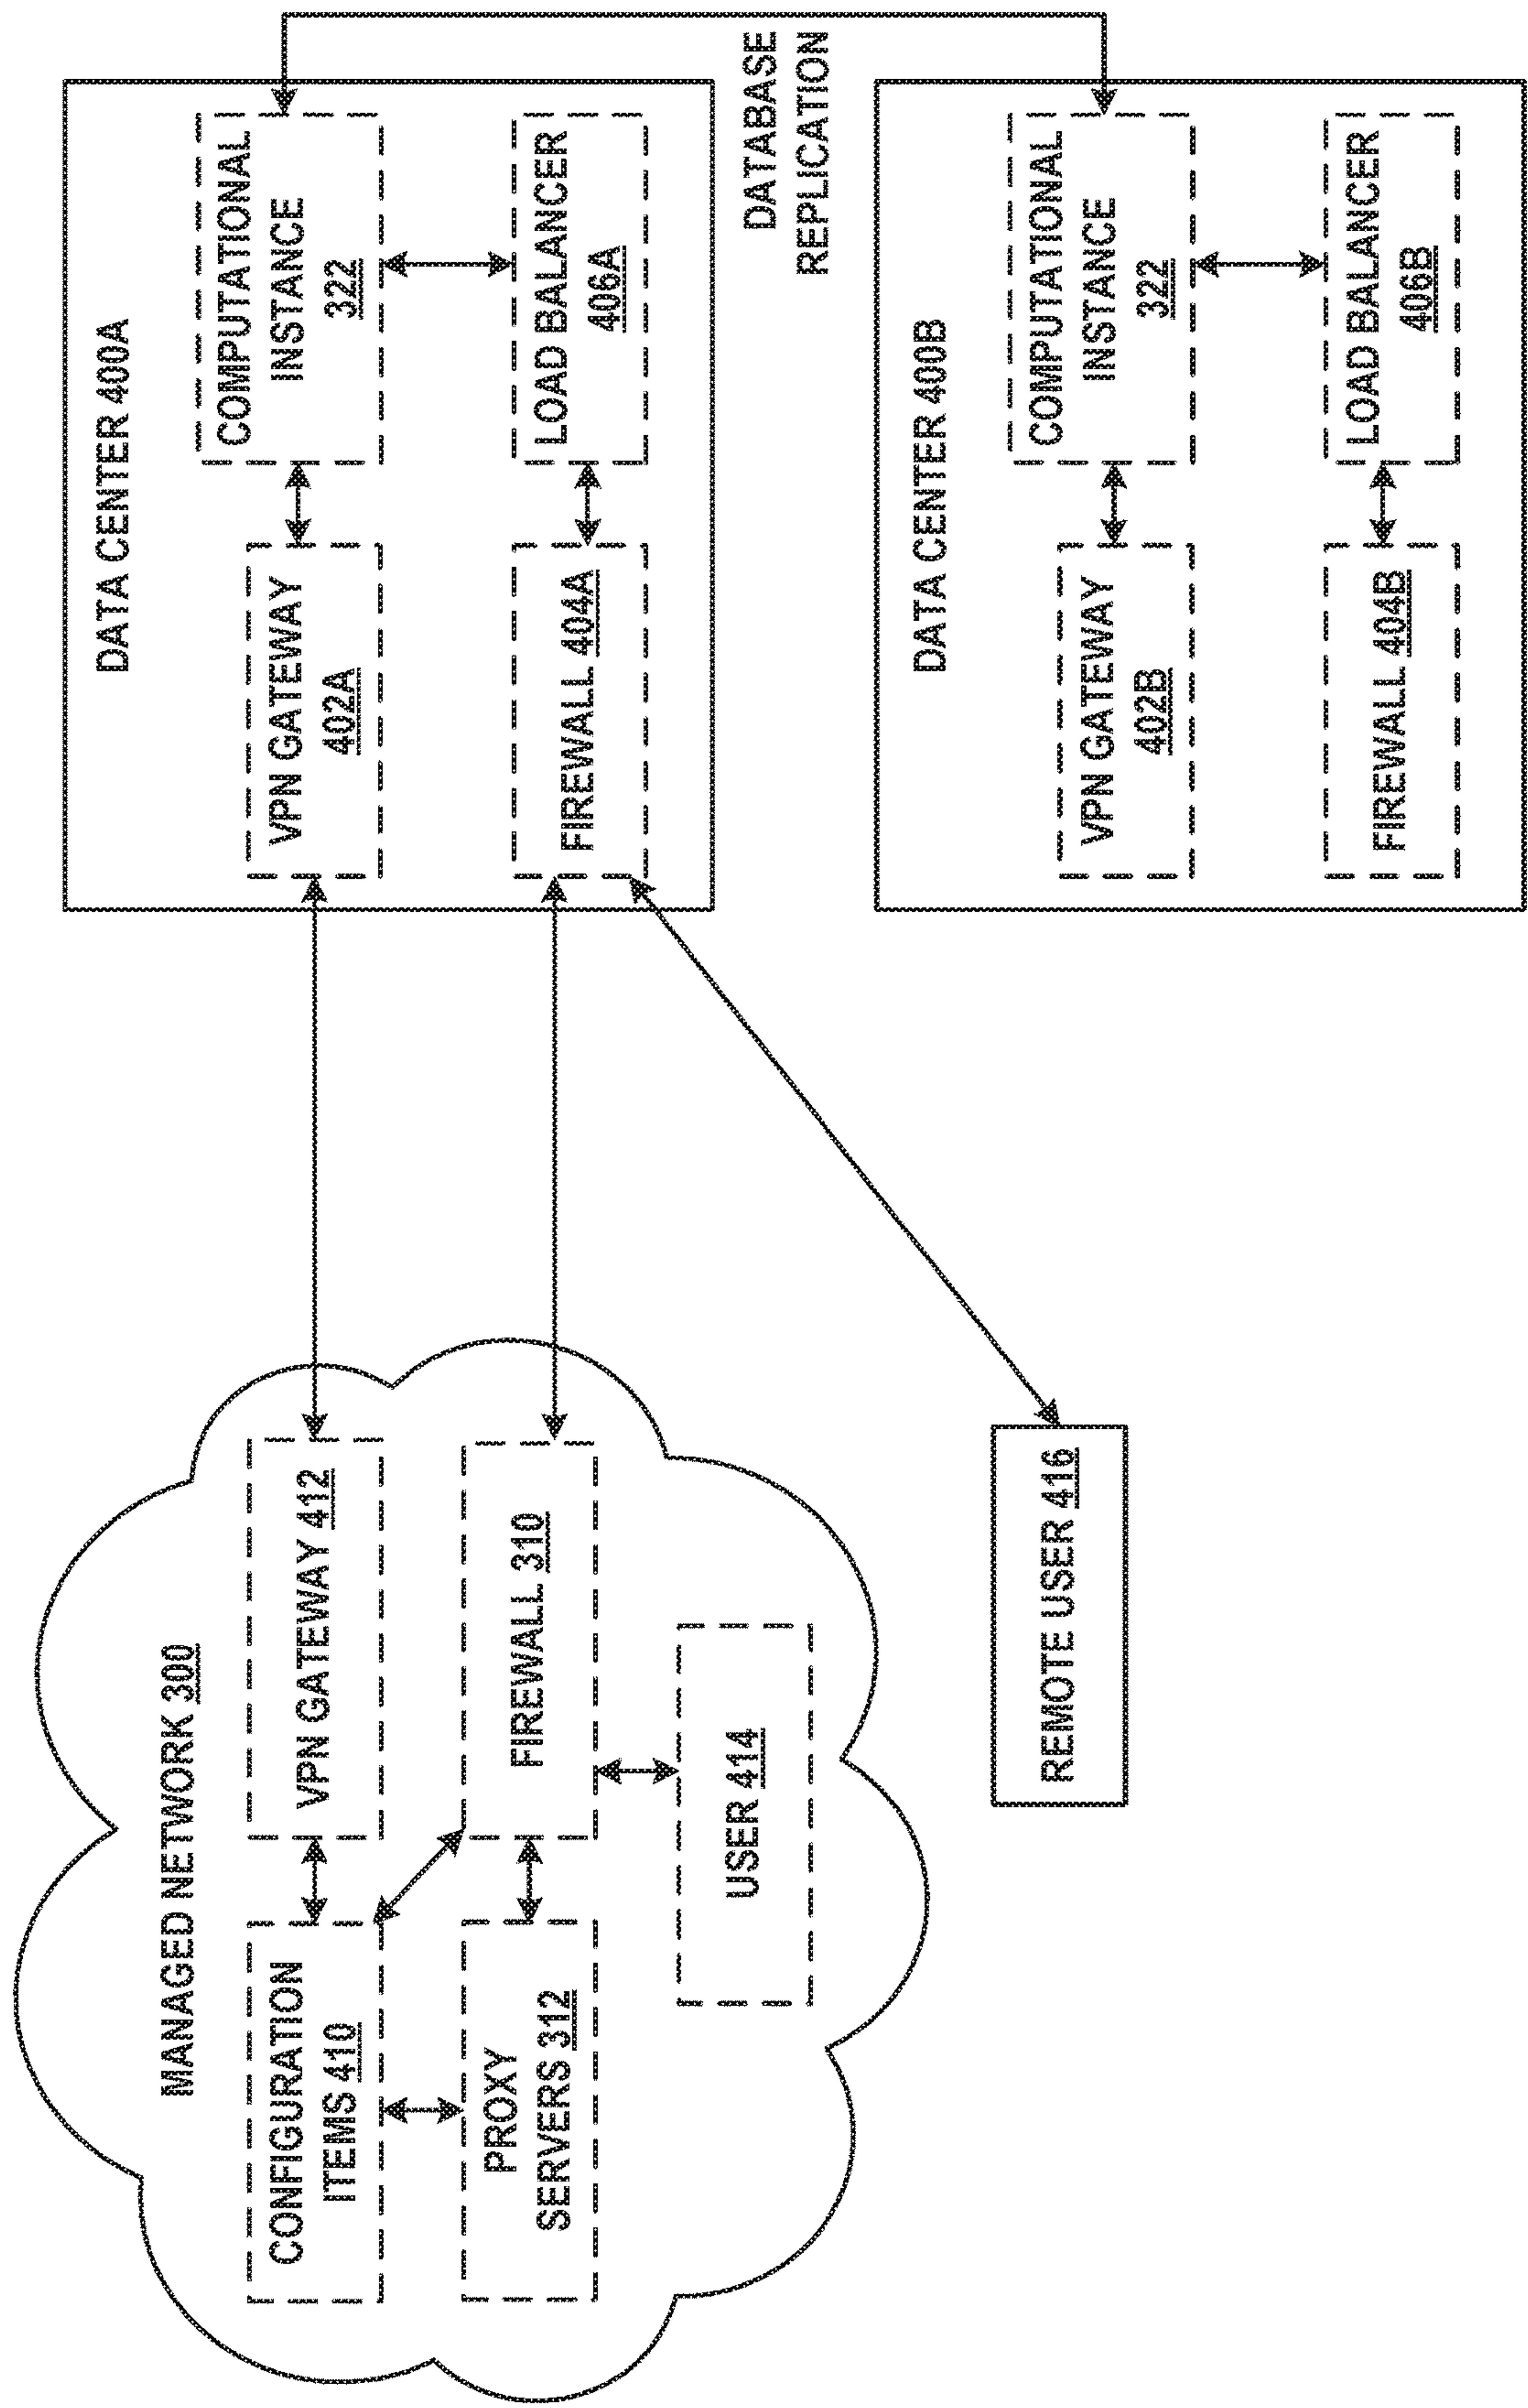 MANAGED NETWORK 300
CONFIGURATION
ITEMS 410
VPN GATEWAY 412
PROXY
SERVERS 312
FIREWALL 310
USER 414
REMOTE USER 416
DATA CENTER 400A
VPN GATEWAY
402A
COMPUTATIONAL
INSTANCE
322
FIREWALL 404A
LOAD BALANCER
406A
DATABASE
REPLICATION
DATA CENTER 400B
VPN GATEWAY
402B
COMPUTATIONAL
INSTANCE
322
FIREWALL 404B
LOAD BALANCER
406B